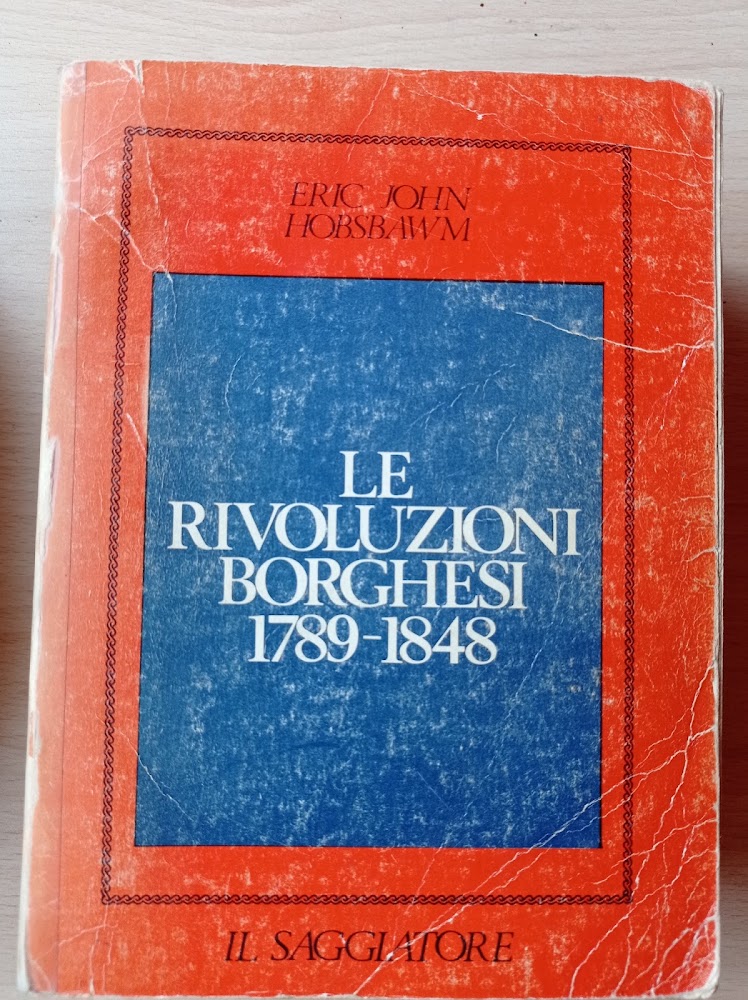 ERIC JOHN
HOBSBAWM
LE
RIVOLUZIONI
BORGHESI
1789-1848
IL SAGGIATORE